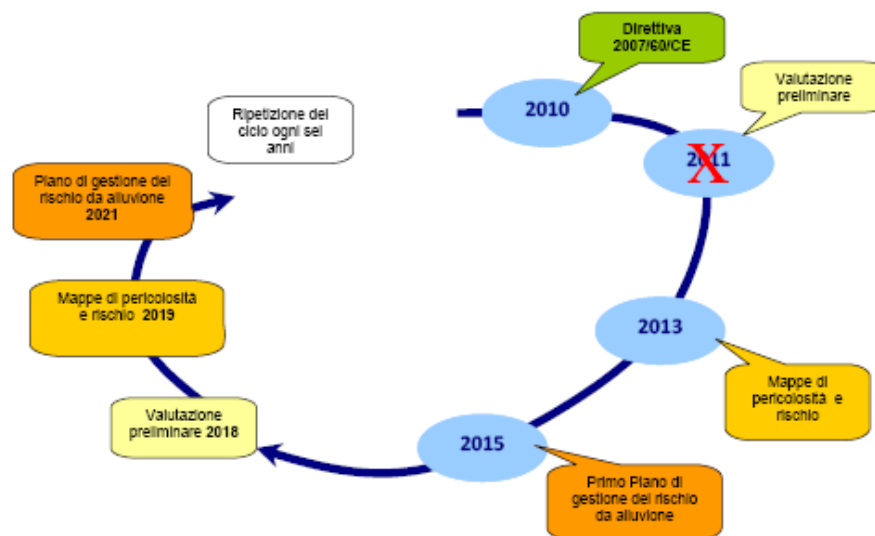 Direttiva
2007/60/CE
2010
Valutazione
preliminare
2011
X
Ripetizione del
ciclo ogni sei
anni
Piano di gestione del
rischio da alluvione
2021
Mappe di pericolosità
e rischio 2019
2013
Mappe di
pericolosità e
rischio
Valutazione
preliminare 2018
2015
Primo Piano di
gestione del rischio
da alluvione